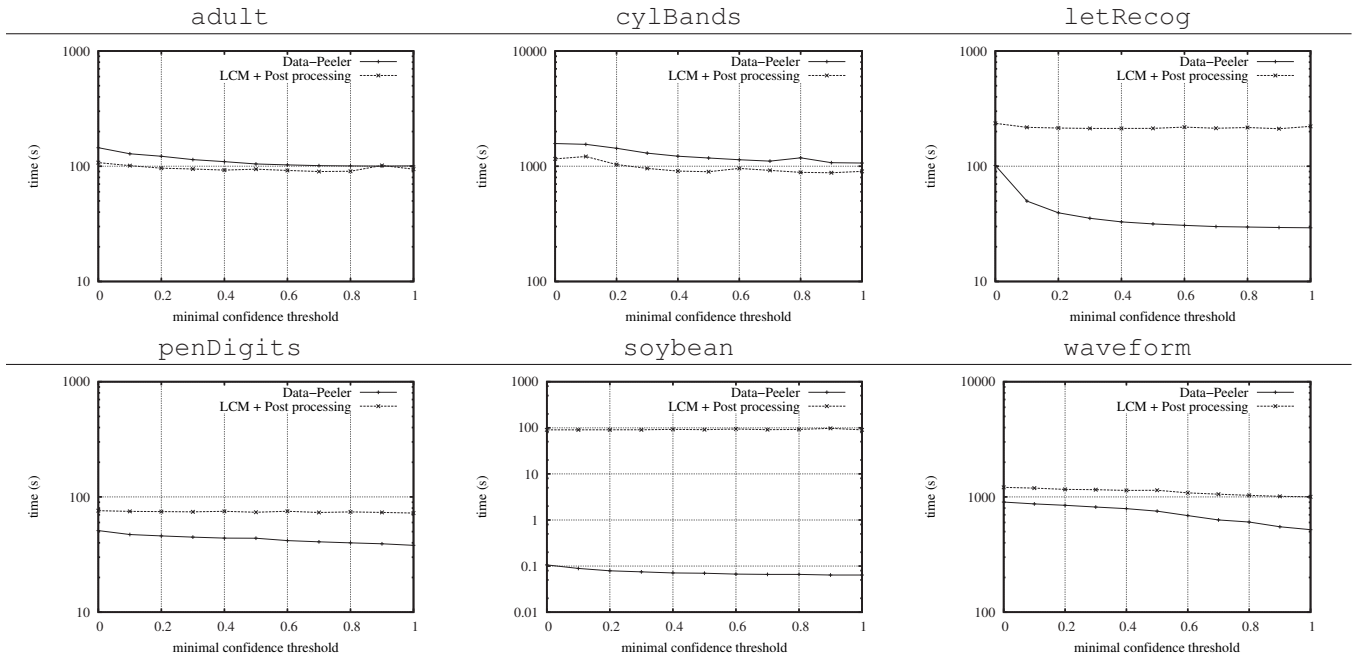 adult
1000
100
10
time (s)
Data-Peeler
LCM + Post processing
0 0.2 0.4 0.6 0.8 1
minimal confidence threshold
cylBands
10000
1000
100
time (s)
Data-Peeler
LCM + Post processing
0 0.2 0.4 0.6 0.8 1
minimal confidence threshold
letRecog
1000
100
10
time (s)
Data-Peeler
LCM + Post processing
0 0.2 0.4 0.6 0.8 1
minimal confidence threshold
penDigits
1000
100
10
time (s)
Data-Peeler
LCM + Post processing
0 0.2 0.4 0.6 0.8 1
minimal confidence threshold
soybean
1000
100
10
1
0.1
0.01
time (s)
Data-Peeler
LCM + Post processing
0 0.2 0.4 0.6 0.8 1
minimal confidence threshold
waveform
10000
1000
100
time (s)
Data-Peeler
LCM + Post processing
0 0.2 0.4 0.6 0.8 1
minimal confidence threshold